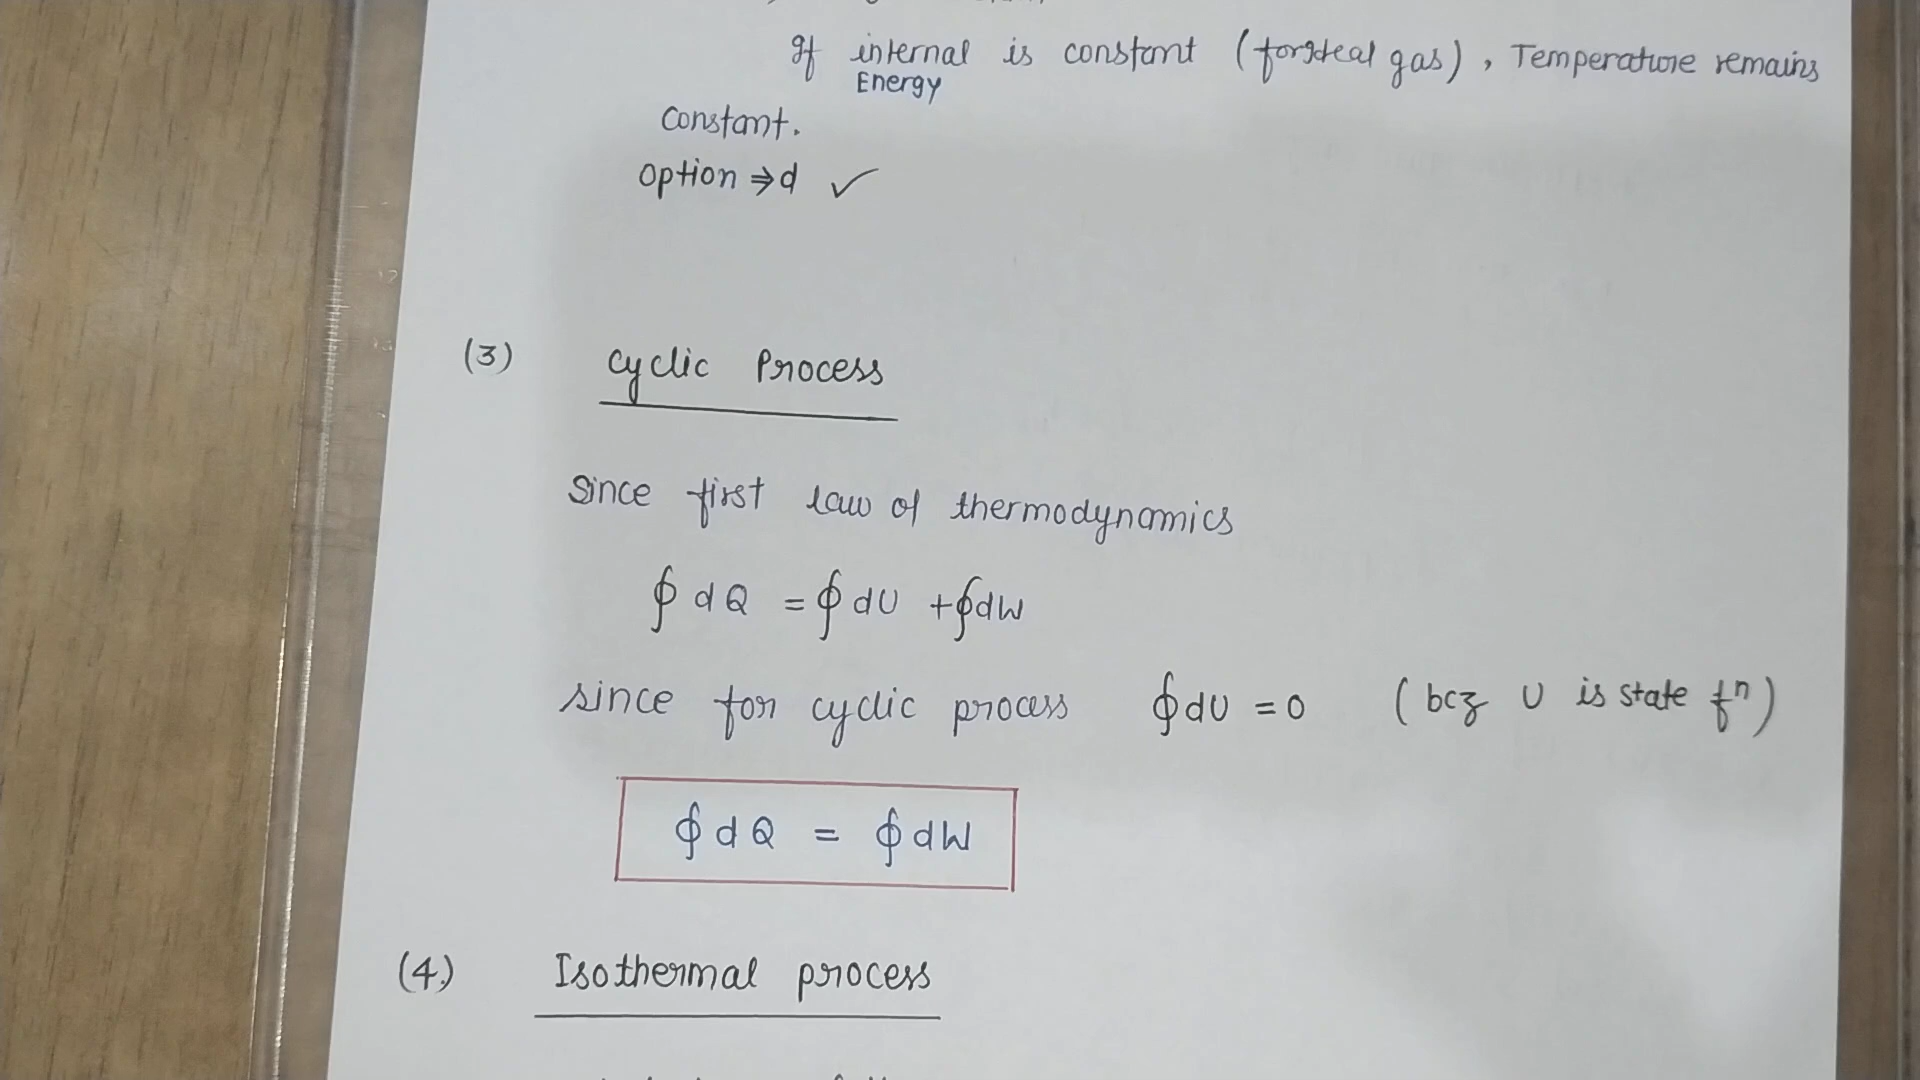 If internal is constant (for ideal gas), Temperature remains
Energy
constant.
option ⇒ d ✓
(3) Cyclic Process
Since first law of thermodynamics
∮ dQ = ∮ dU + ∮ dW
since for cyclic process ∮ dU = 0 (bcz U is state fⁿ)
∮ dQ = ∮ dW
(4) Isothermal process